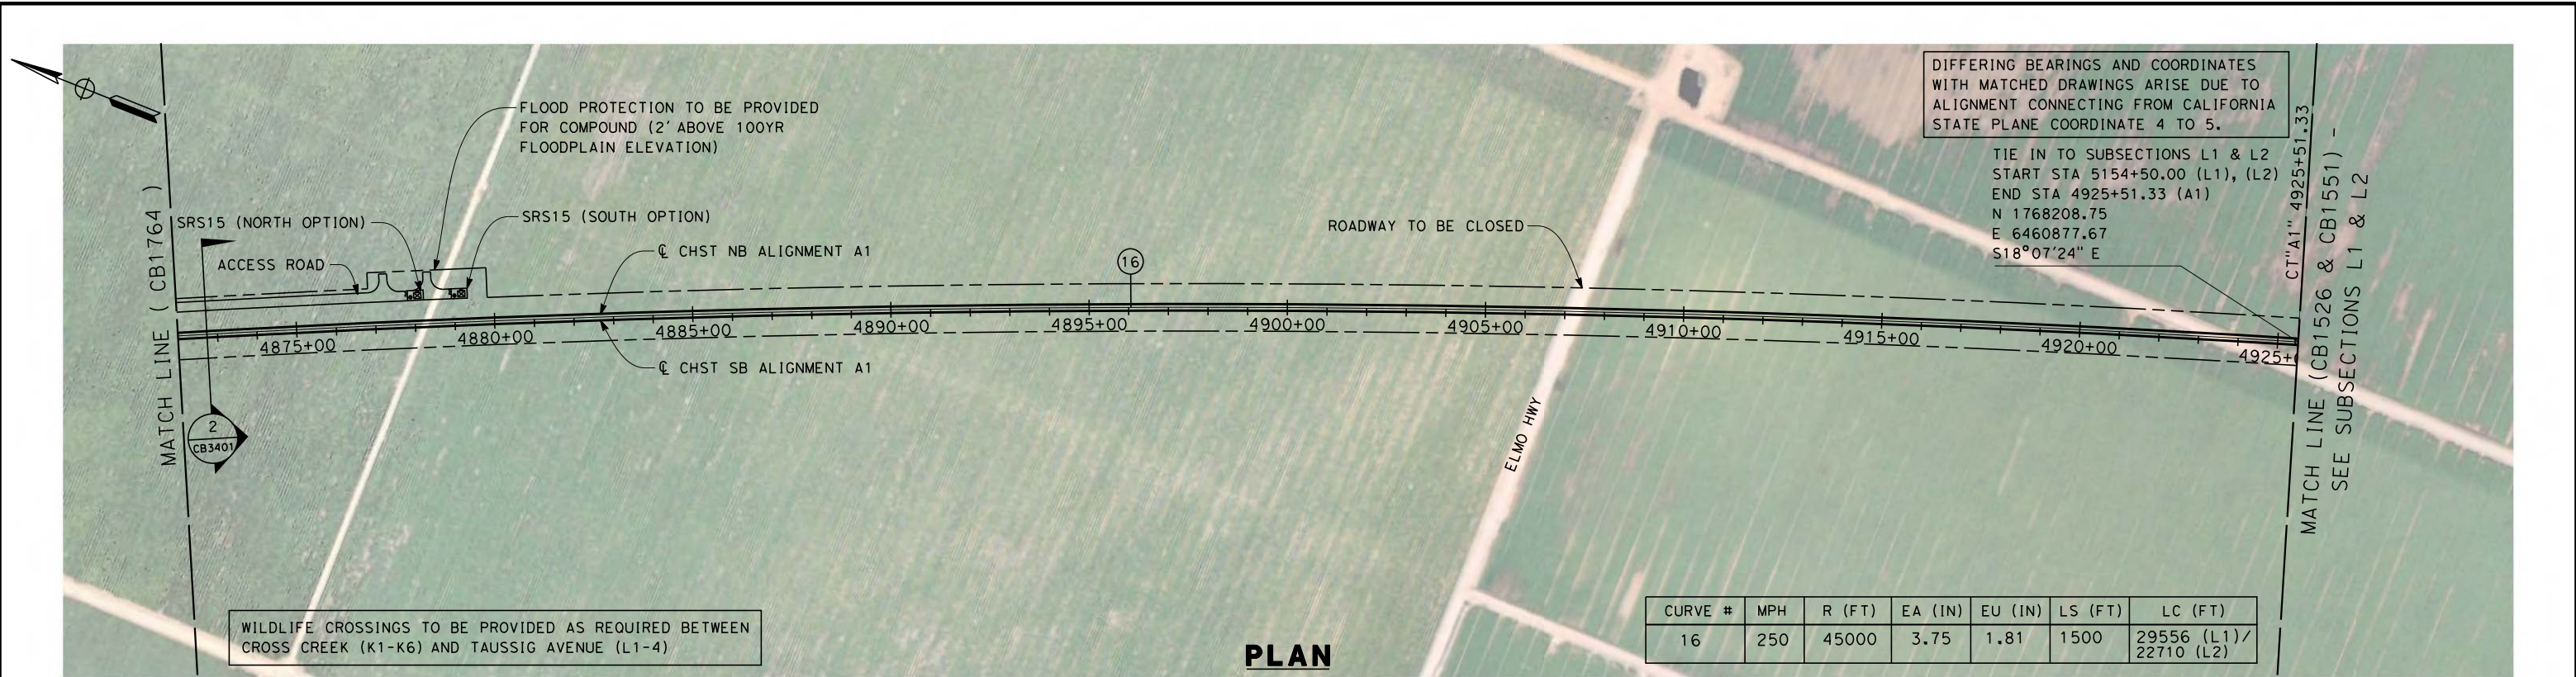 FLOOD PROTECTION TO BE PROVIDED
FOR COMPOUND (2' ABOVE 100YR
FLOODPLAIN ELEVATION)
DIFFERING BEARINGS AND COORDINATES
WITH MATCHED DRAWINGS ARISE DUE TO
ALIGNMENT CONNECTING FROM CALIFORNIA
STATE PLANE COORDINATE 4 TO 5.
TIE IN TO SUBSECTIONS L1 & L2
START STA 5154+50.00 (L1), (L2)
END STA 4925+51.33 (A1)
N 1768208.75
E 6460877.67
S18°07'24" E
CT"A1" 4925+51.33
MATCH LINE (CB1526 & CB1551) -
SEE SUBSECTIONS L1 & L2
MATCH LINE ( CB1764 )
SRS15 (NORTH OPTION)
SRS15 (SOUTH OPTION)
ACCESS ROAD
℄ CHST NB ALIGNMENT A1
16
ROADWAY TO BE CLOSED
4875+00
4880+00
4885+00
4890+00
4895+00
4900+00
4905+00
4910+00
4915+00
4920+00
4925+
℄ CHST SB ALIGNMENT A1
2
CB3401
ELMO HWY
WILDLIFE CROSSINGS TO BE PROVIDED AS REQUIRED BETWEEN
CROSS CREEK (K1-K6) AND TAUSSIG AVENUE (L1-4)
PLAN
CURVE # MPH R (FT) EA (IN) EU (IN) LS (FT) LC (FT)
16 250 45000 3.75 1.81 1500 29556 (L1)/
22710 (L2)